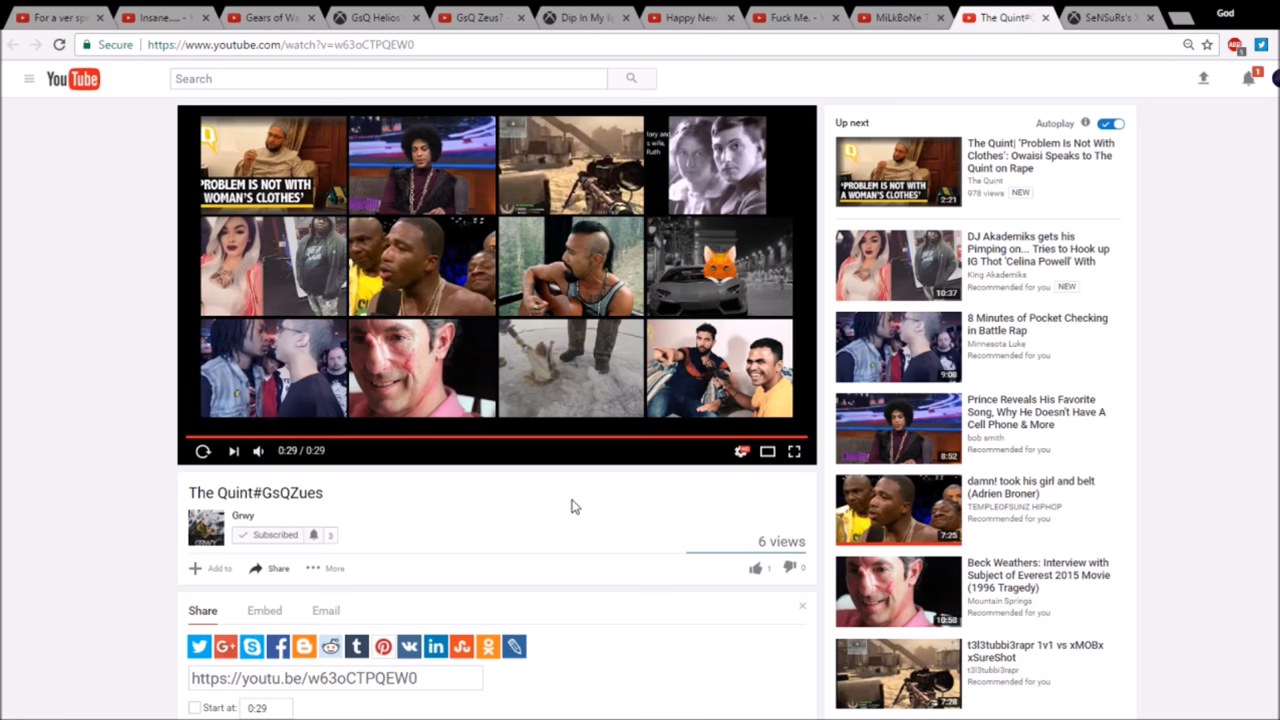 For a ver sp
Insane..... - Y
Gears of Wa
GsQ Helios
GsQ Zeus? -
Dip In My
Happy New
Fuck Me. - Y
MiLkBoNe T
The Quint#
SeNSuRs's
God
Secure
https://www.youtube.com/watch?v=w63oCTPQEW0
ABP
YouTube
Search
1
'PROBLEM IS NOT WITH
WOMAN'S CLOTHES'
lory and
s wife,
Ruth
0:29 / 0:29
The Quint#GsQZues
Grwy
Subscribed
3
6 views
Add to
Share
More
1
0
Share
Embed
Email
https://youtu.be/w63oCTPQEW0
Start at:
0:29
Up next
Autoplay
'PROBLEM IS NOT WITH
A WOMAN'S CLOTHES'
2:21
The Quint| 'Problem Is Not With
Clothes': Owaisi Speaks to The
Quint on Rape
The Quint
978 views
NEW
10:37
DJ Akademiks gets his
Pimping on... Tries to Hook up
IG Thot 'Celina Powell' With
King Akademiks
Recommended for you
NEW
9:08
8 Minutes of Pocket Checking
in Battle Rap
Minnesota Luke
Recommended for you
8:52
Prince Reveals His Favorite
Song, Why He Doesn't Have A
Cell Phone & More
bob smith
Recommended for you
7:25
damn! took his girl and belt
(Adrien Broner)
TEMPLEOFSUNZ HIPHOP
Recommended for you
10:58
Beck Weathers: Interview with
Subject of Everest 2015 Movie
(1996 Tragedy)
Mountain Springs
Recommended for you
7:28
t3l3tubbi3rapr 1v1 vs xMOBx
xSureShot
t3l3tubbi3rapr
Recommended for you